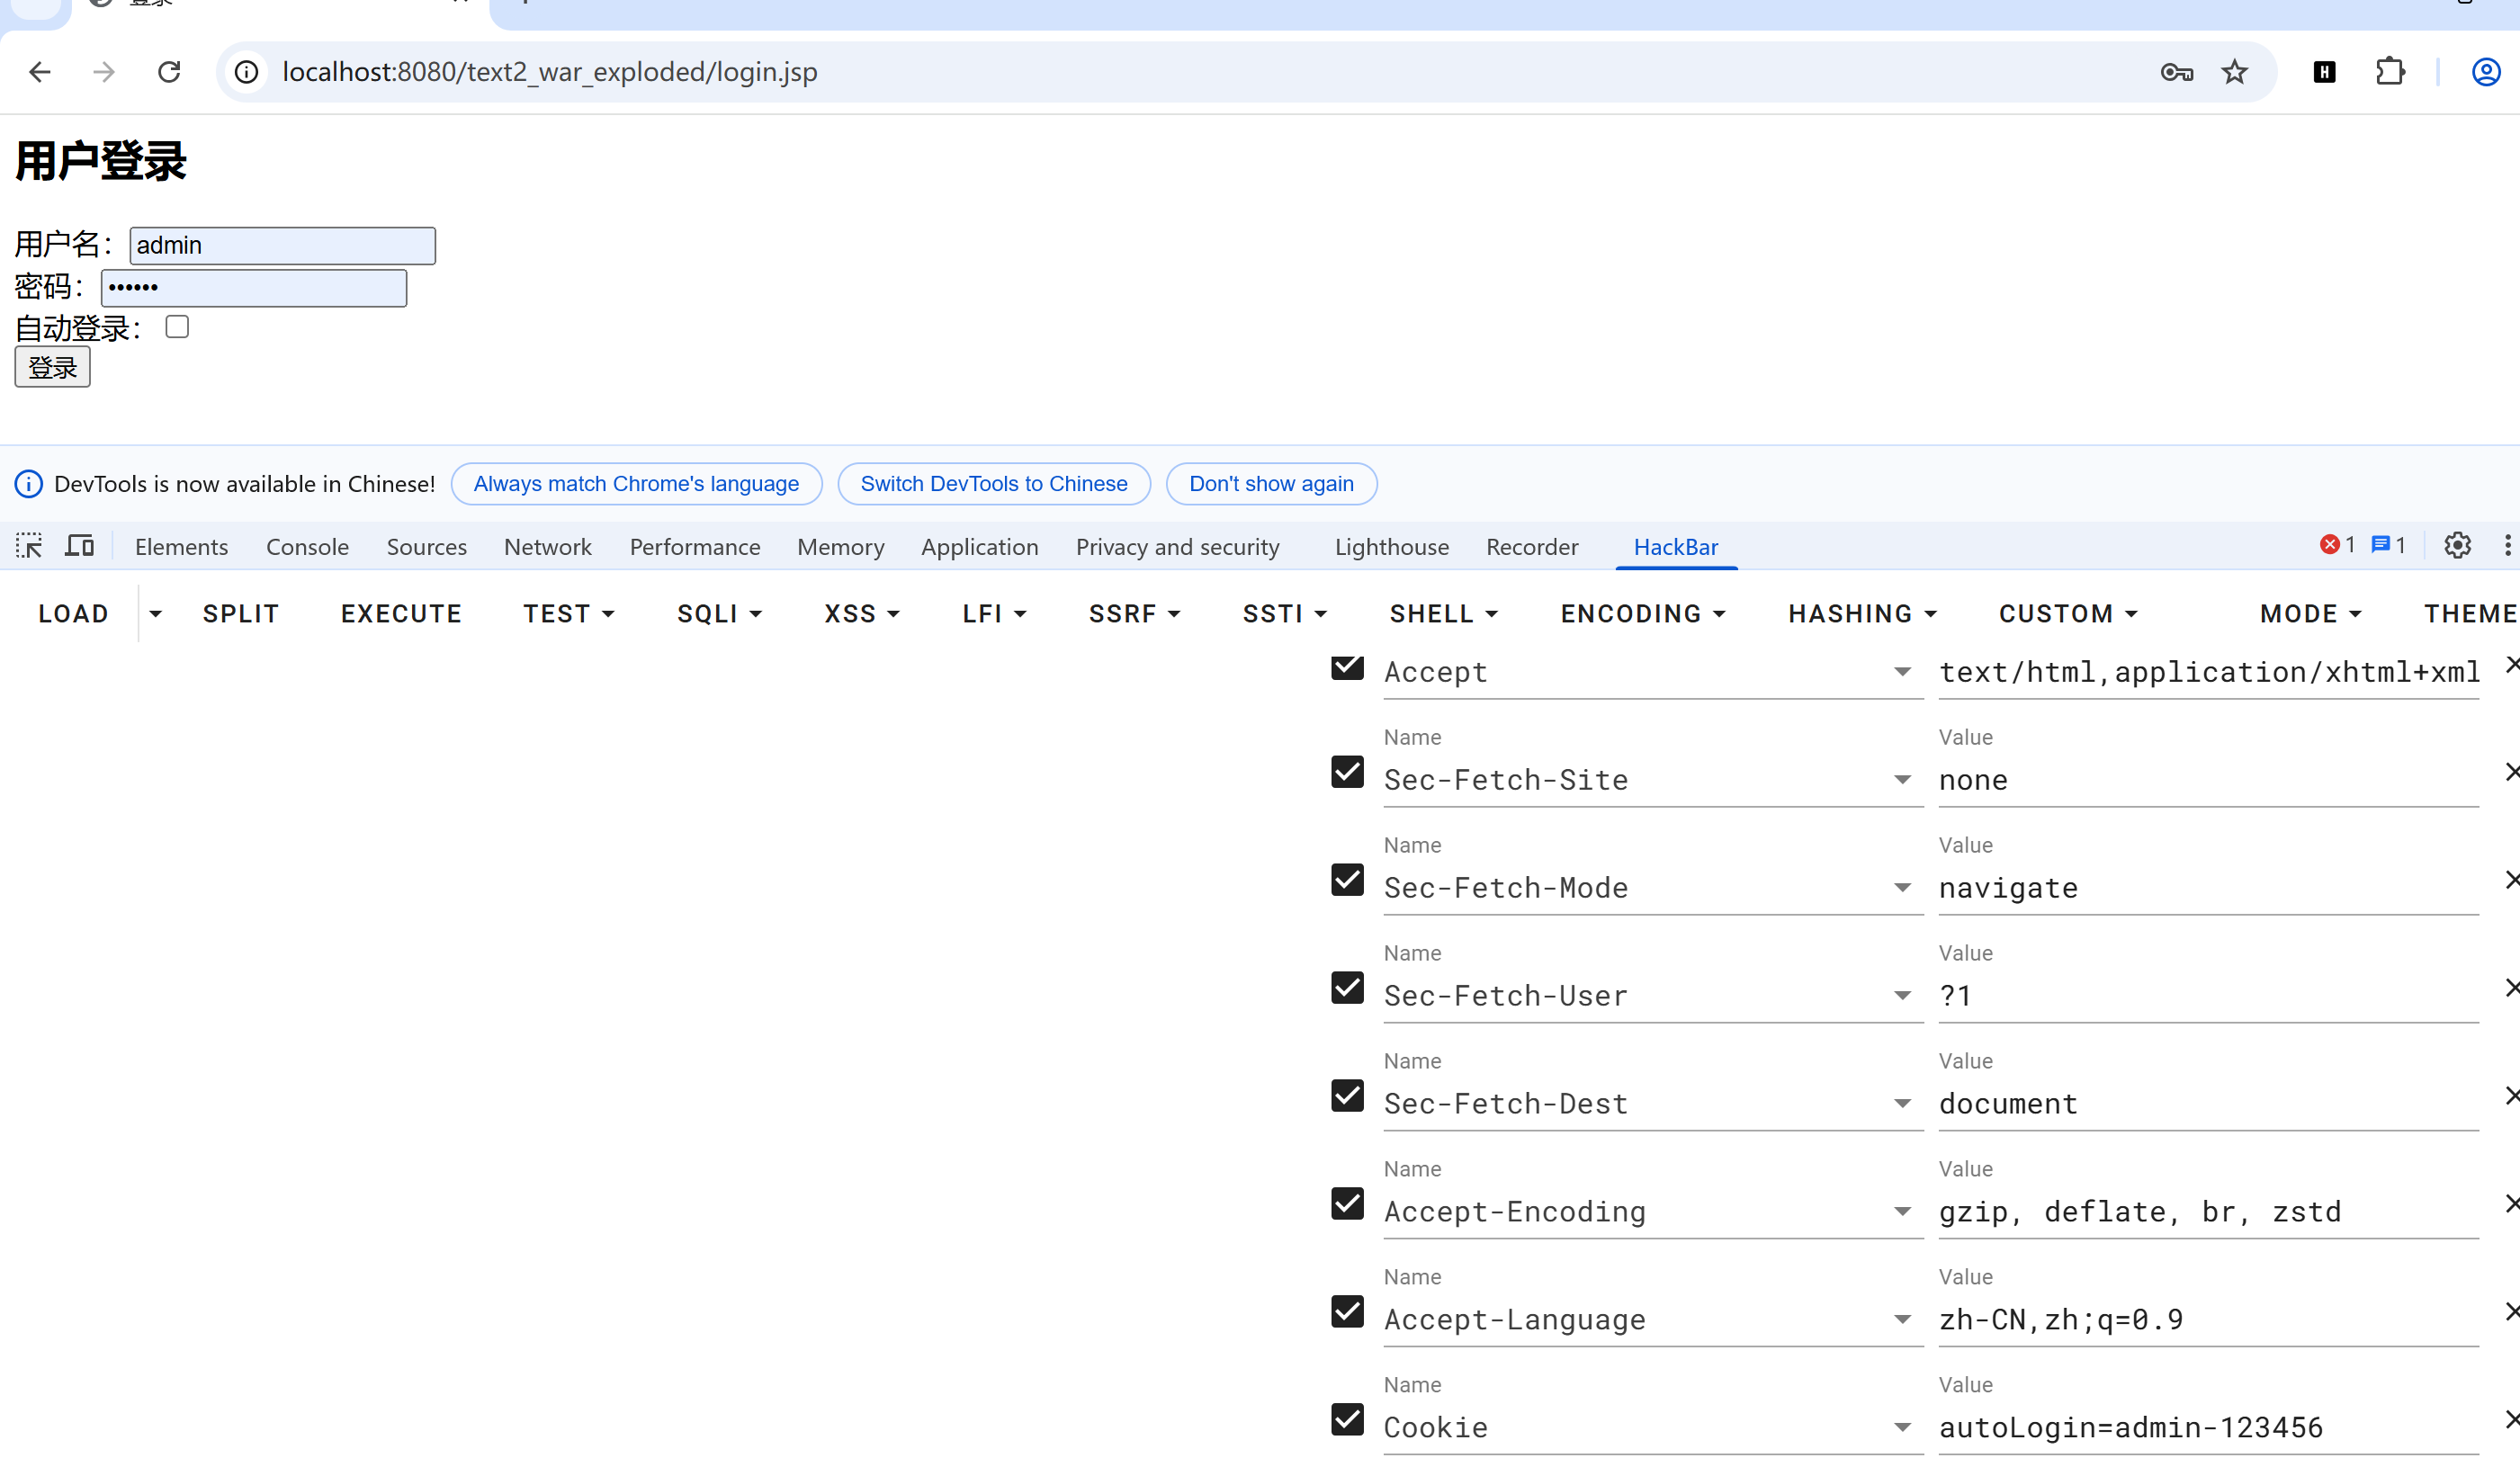 登录
localhost:8080/text2_war_exploded/login.jsp
用户登录
用户名： admin
密码： ••••••
自动登录：
登录
DevTools is now available in Chinese! Always match Chrome's language Switch DevTools to Chinese Don't show again
Elements Console Sources Network Performance Memory Application Privacy and security Lighthouse Recorder HackBar 1 1
LOAD SPLIT EXECUTE TEST SQLI XSS LFI SSRF SSTI SHELL ENCODING HASHING CUSTOM MODE THEME
Accept text/html,application/xhtml+xml
Name Value
Sec-Fetch-Site none
Name Value
Sec-Fetch-Mode navigate
Name Value
Sec-Fetch-User ?1
Name Value
Sec-Fetch-Dest document
Name Value
Accept-Encoding gzip, deflate, br, zstd
Name Value
Accept-Language zh-CN,zh;q=0.9
Name Value
Cookie autoLogin=admin-123456